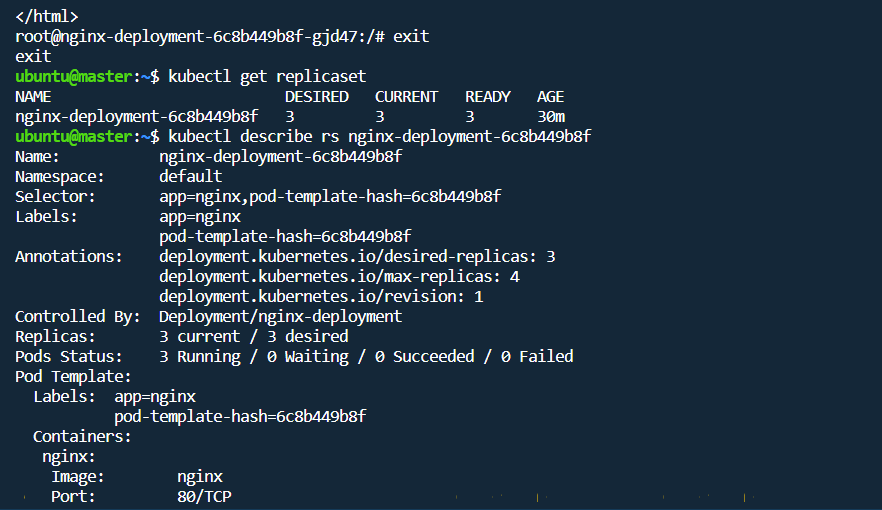 </html>
root@nginx-deployment-6c8b449b8f-gjd47:/# exit
exit
ubuntu@master:~$ kubectl get replicaset
NAME DESIRED CURRENT READY AGE
nginx-deployment-6c8b449b8f 3 3 3 30m
ubuntu@master:~$ kubectl describe rs nginx-deployment-6c8b449b8f
Name: nginx-deployment-6c8b449b8f
Namespace: default
Selector: app=nginx,pod-template-hash=6c8b449b8f
Labels: app=nginx
pod-template-hash=6c8b449b8f
Annotations: deployment.kubernetes.io/desired-replicas: 3
deployment.kubernetes.io/max-replicas: 4
deployment.kubernetes.io/revision: 1
Controlled By: Deployment/nginx-deployment
Replicas: 3 current / 3 desired
Pods Status: 3 Running / 0 Waiting / 0 Succeeded / 0 Failed
Pod Template:
Labels: app=nginx
pod-template-hash=6c8b449b8f
Containers:
nginx:
Image: nginx
Port: 80/TCP